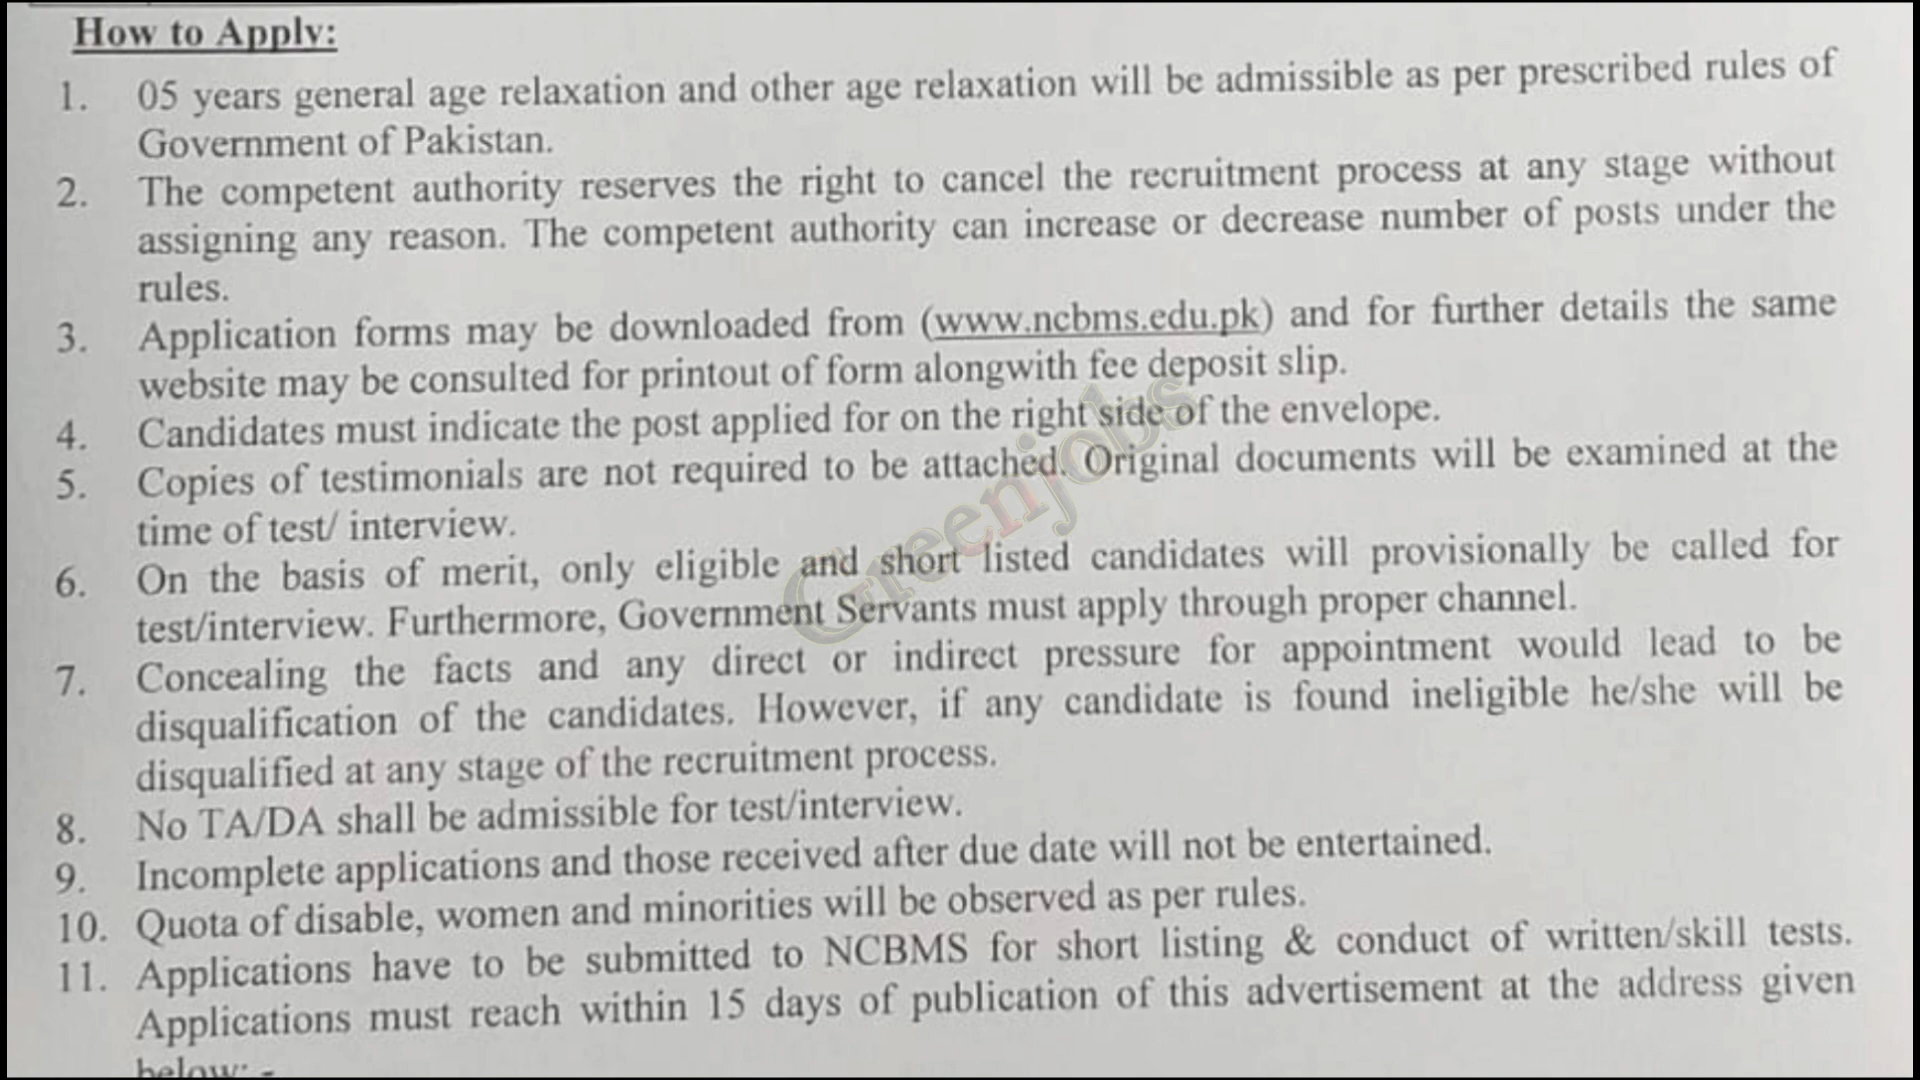 How to Apply:
1. 05 years general age relaxation and other age relaxation will be admissible as per prescribed rules of
Government of Pakistan.
2. The competent authority reserves the right to cancel the recruitment process at any stage without
assigning any reason. The competent authority can increase or decrease number of posts under the
rules.
3. Application forms may be downloaded from (www.ncbms.edu.pk) and for further details the same
website may be consulted for printout of form alongwith fee deposit slip.
4. Candidates must indicate the post applied for on the right side of the envelope.
5. Copies of testimonials are not required to be attached. Original documents will be examined at the
time of test/ interview.
6. On the basis of merit, only eligible and short listed candidates will provisionally be called for
test/interview. Furthermore, Government Servants must apply through proper channel.
7. Concealing the facts and any direct or indirect pressure for appointment would lead to be
disqualification of the candidates. However, if any candidate is found ineligible he/she will be
disqualified at any stage of the recruitment process.
8. No TA/DA shall be admissible for test/interview.
9. Incomplete applications and those received after due date will not be entertained.
10. Quota of disable, women and minorities will be observed as per rules.
11. Applications have to be submitted to NCBMS for short listing & conduct of written/skill tests.
Applications must reach within 15 days of publication of this advertisement at the address given
below: -
Greenjobs